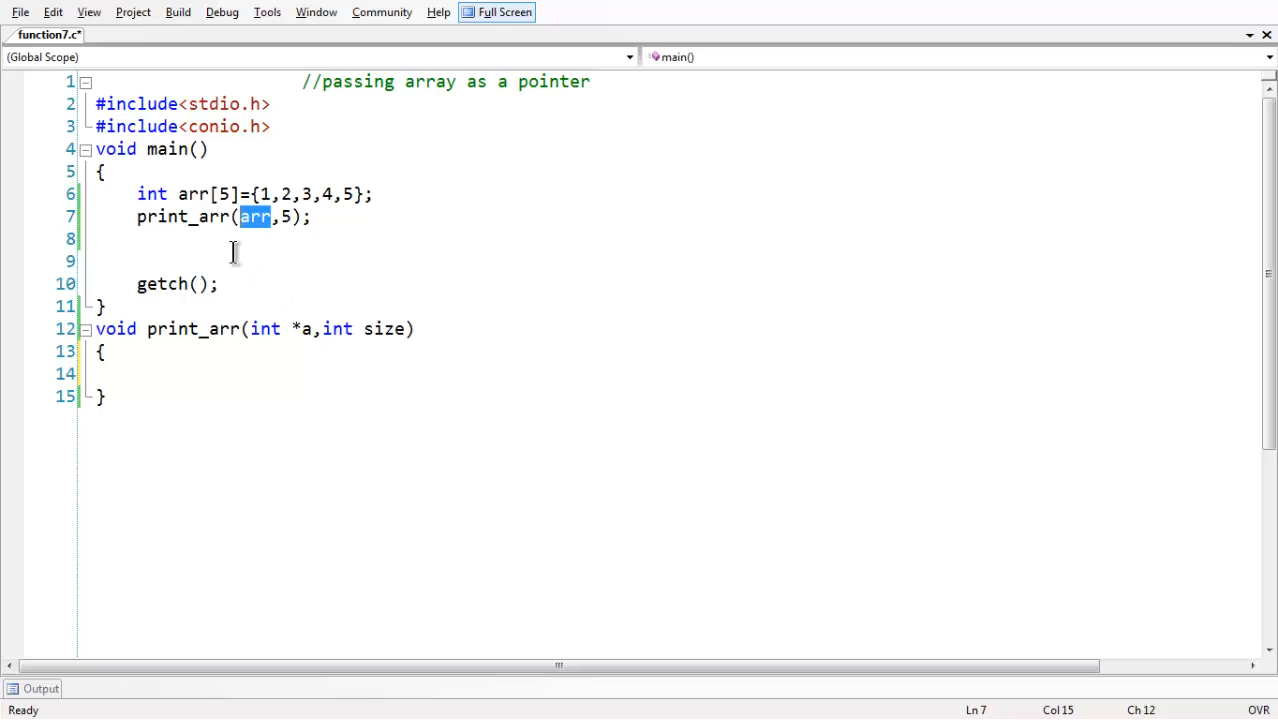 File Edit View Project Build Debug Tools Window Community Help Full Screen
function7.c*
(Global Scope) main()
1 //passing array as a pointer
2 #include<stdio.h>
3 #include<conio.h>
4 void main()
5 {
6 int arr[5]={1,2,3,4,5};
7 print_arr(arr,5);
8
9
10 getch();
11 }
12 void print_arr(int *a,int size)
13 {
14
15 }
Output
Ready Ln 7 Col 15 Ch 12 OVR